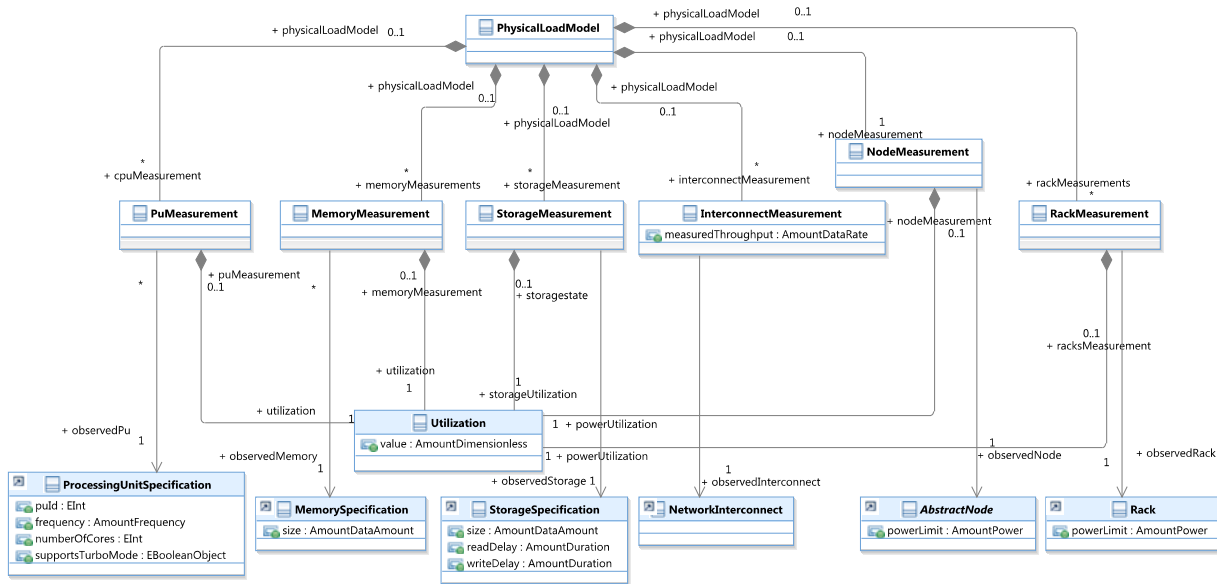 PhysicalLoadModel
+ physicalLoadModel 0..1
+ physicalLoadModel 0..1
+ physicalLoadModel 0..1
+ physicalLoadModel
0..1
0..1
+ physicalLoadModel
+ physicalLoadModel
0..1
*
+ cpuMeasurement
*
+ memoryMeasurements
*
+ storageMeasurement
*
+ interconnectMeasurement
1
+ nodeMeasurement
+ rackMeasurements
*
NodeMeasurement
PuMeasurement
MemoryMeasurement
StorageMeasurement
InterconnectMeasurement
measuredThroughput : AmountDataRate
RackMeasurement
+ nodeMeasurement
0..1
*
+ puMeasurement
0..1
*
0..1
+ memoryMeasurement
0..1
+ storagestate
0..1
+ racksMeasurement
+ utilization
1
1
+ storageUtilization
+ utilization
1
Utilization
value : AmountDimensionless
1 + powerUtilization
1 + powerUtilization
+ observedPu
1
+ observedMemory
1
+ observedStorage 1
1
+ observedInterconnect
1
+ observedNode
+ observedRack
1
ProcessingUnitSpecification
puId : EInt
frequency : AmountFrequency
numberOfCores : EInt
supportsTurboMode : EBooleanObject
MemorySpecification
size : AmountDataAmount
StorageSpecification
size : AmountDataAmount
readDelay : AmountDuration
writeDelay : AmountDuration
NetworkInterconnect
AbstractNode
powerLimit : AmountPower
Rack
powerLimit : AmountPower